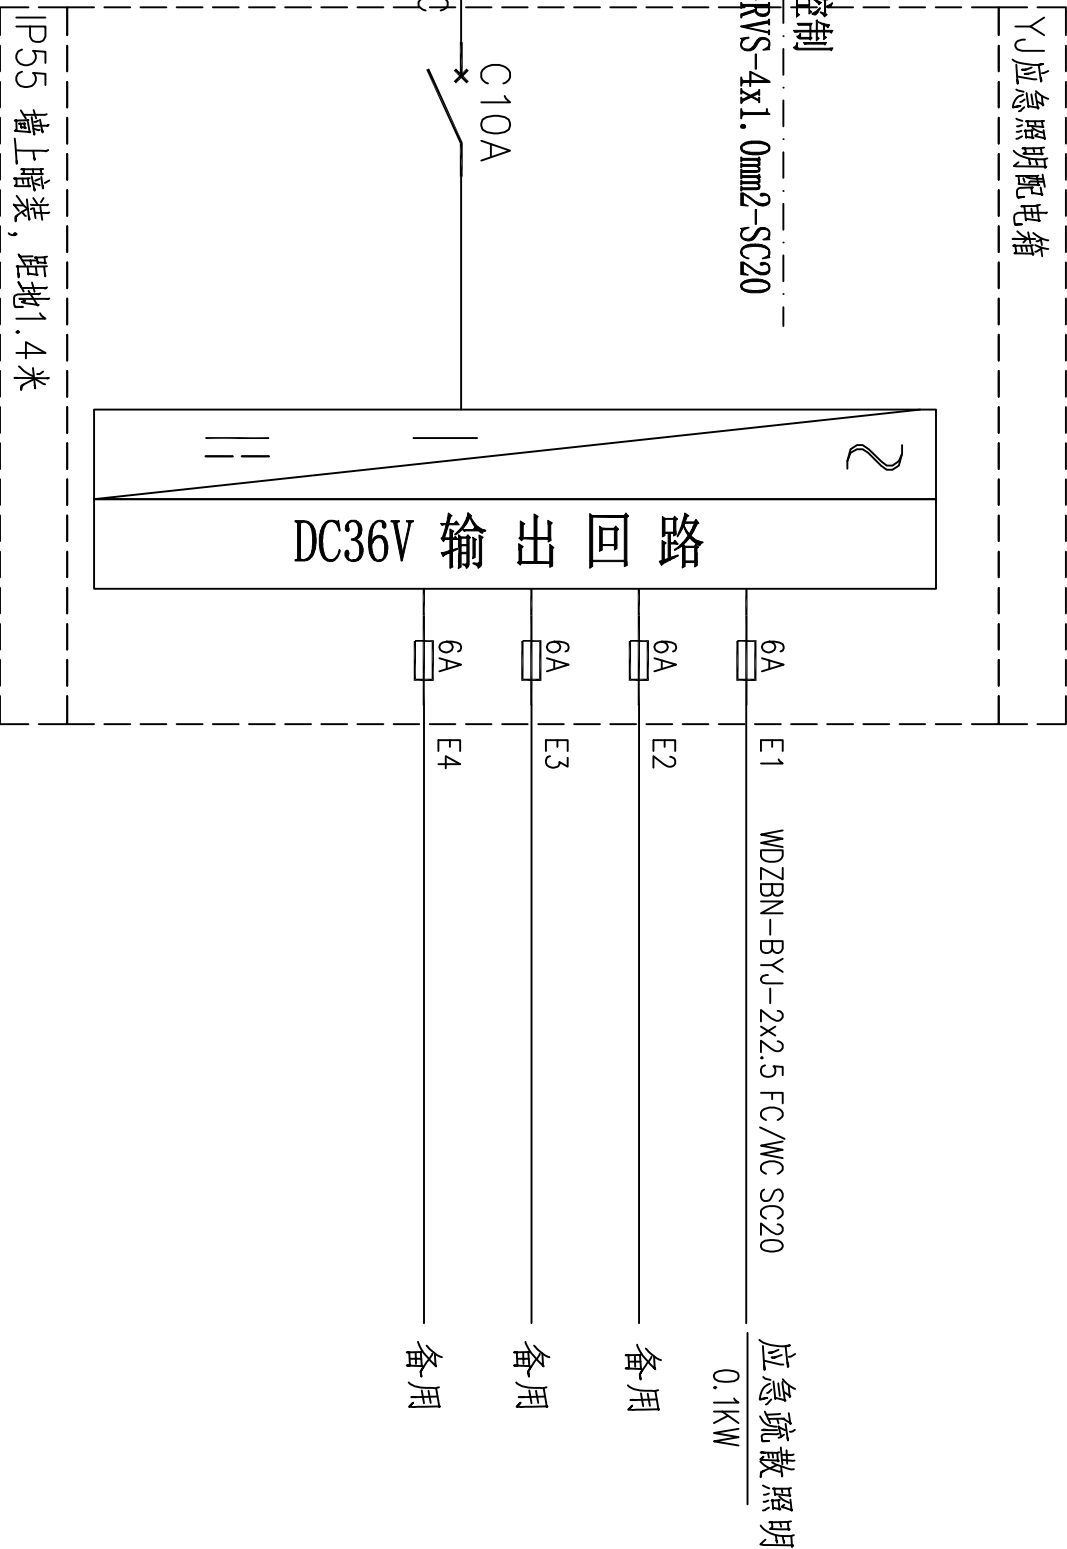 YJ应急照明配电箱
控制
RVS-4x1.0mm2-SC20
C10A
DC36V 输出回路
6A E1 WDZBN-BYJ-2x2.5 FC/WC SC20 应急疏散照明
0.1KW
6A E2 备用
6A E3 备用
6A E4 备用
IP55 墙上暗装, 距地1.4米